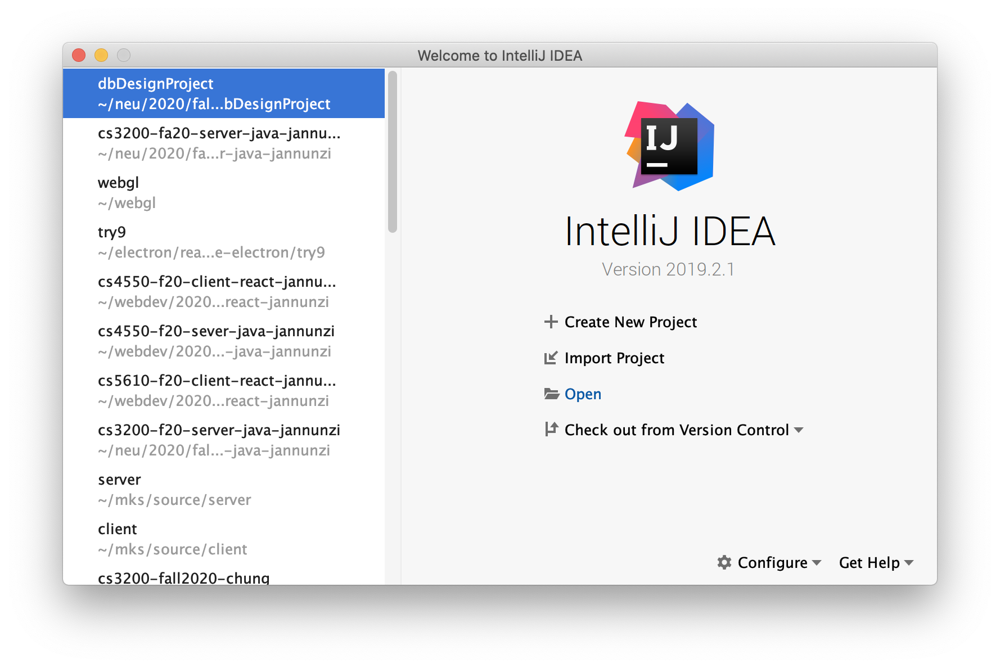 Welcome to IntelliJ IDEA
dbDesignProject
~/neu/2020/fal...bDesignProject
cs3200-fa20-server-java-jannu...
~/neu/2020/fa...r-java-jannunzi
webgl
~/webgl
try9
~/electron/rea...e-electron/try9
cs4550-f20-client-react-jannu...
~/webdev/2020...react-jannunzi
cs4550-f20-sever-java-jannunzi
~/webdev/2020...-java-jannunzi
cs5610-f20-client-react-jannu...
~/webdev/2020...react-jannunzi
cs3200-f20-server-java-jannunzi
~/neu/2020/fal...-java-jannunzi
server
~/mks/source/server
client
~/mks/source/client
cs3200-fall2020-chung
IJ
IntelliJ IDEA
Version 2019.2.1
Create New Project
Import Project
Open
Check out from Version Control
Configure
Get Help